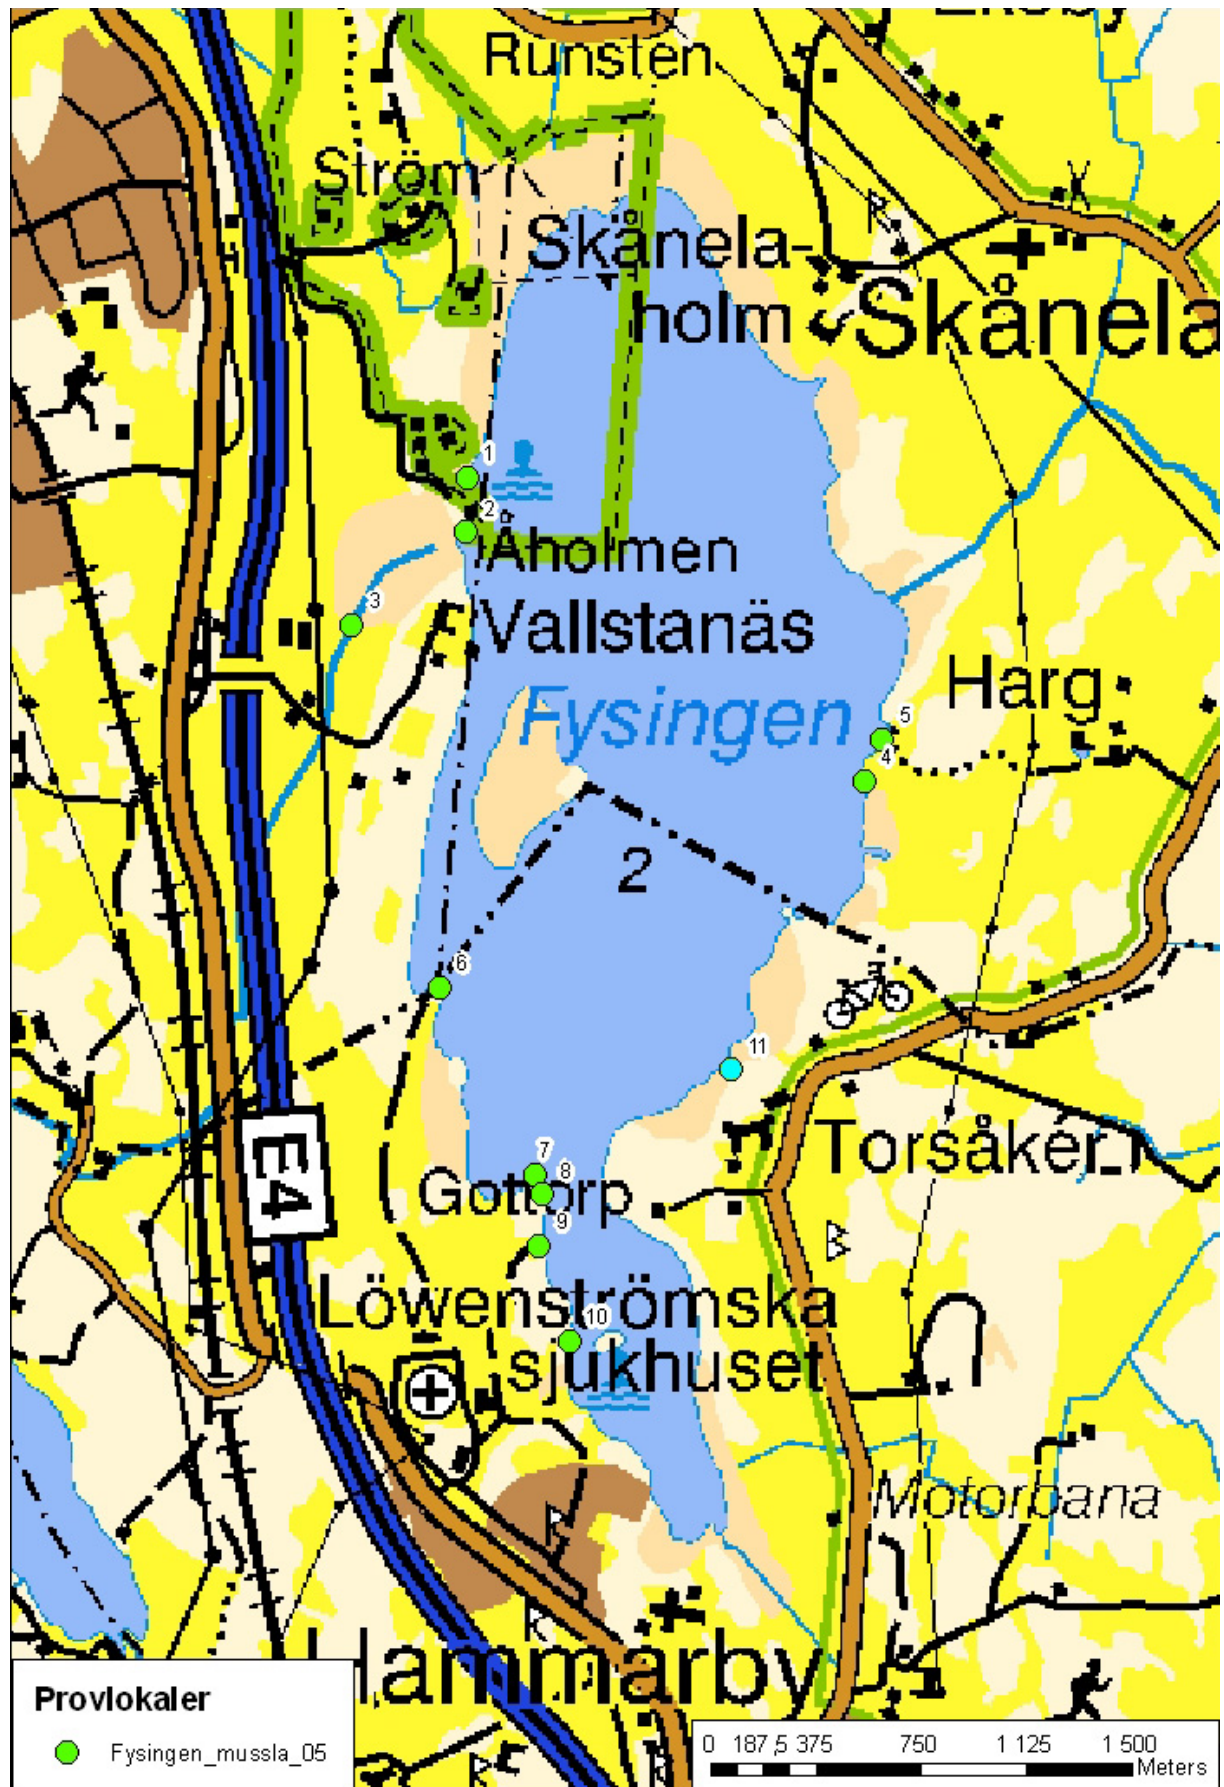 Runsten
Ström
Skånela-
holm
Skånela
1
2
Åholmen
3
Vallstanäs
Harg
Fysingen
5
4
2
6
11
Torsåker
7
8
Gottorp
9
E4
Löwenströmska
10
sjukhuset
Motorbana
Hammarby
Provlokaler
Fysingen_mussla_05
0 187,5 375 750 1 125 1 500
Meters